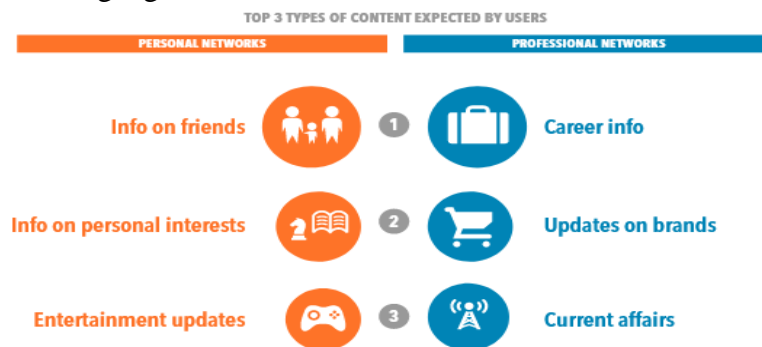 TOP 3 TYPES OF CONTENT EXPECTED BY USERS
PERSONAL NETWORKS PROFESSIONAL NETWORKS
Info on friends 1 Career info
Info on personal interests 2 Updates on brands
Entertainment updates 3 Current affairs